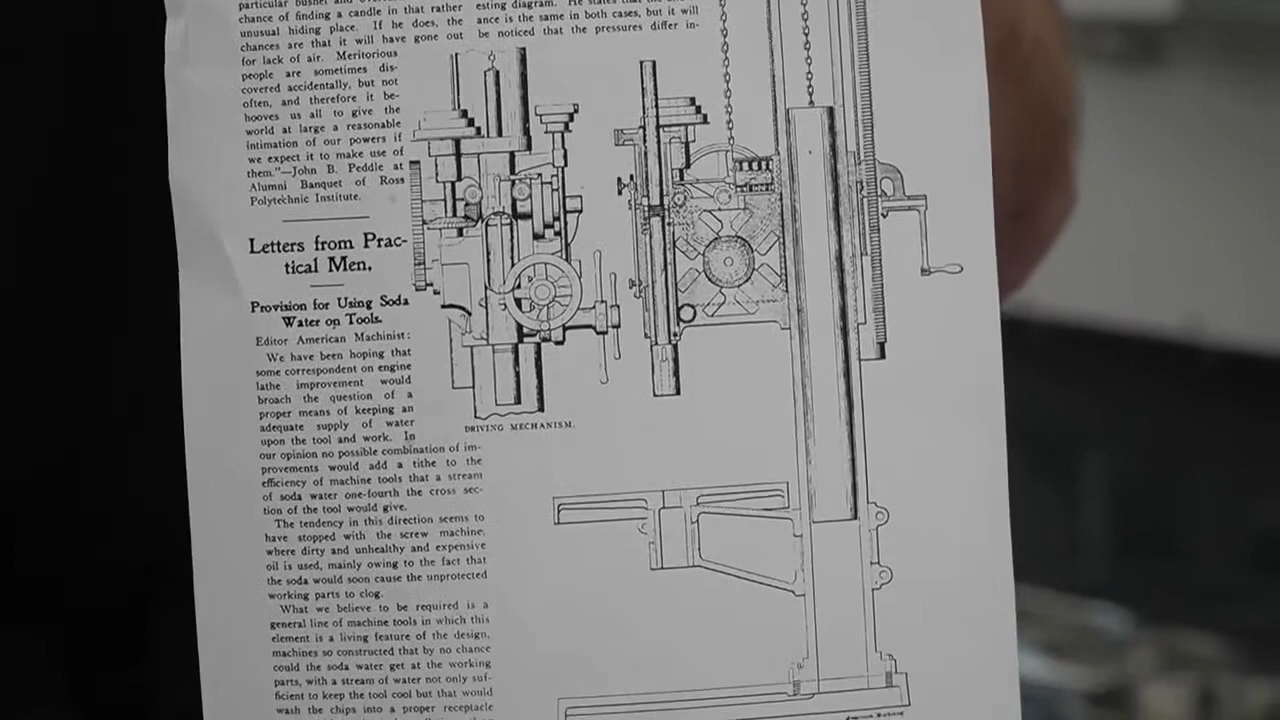 particular bushel and
chance of finding a candle in that rather
unusual hiding place. If he does, the
chances are that it will have gone out
for lack of air. Meritorious
people are sometimes dis-
covered accidentally, but not
often, and therefore it be-
hooves us all to give the
world at large a reasonable
intimation of our powers if
we expect it to make use of
them."—John B. Peddle at
Alumni Banquet of Ross
Polytechnic Institute.
Letters from Prac-
tical Men.
Provision for Using Soda
Water on Tools.
Editor American Machinist:
We have been hoping that
some correspondent on engine
lathe improvement would
broach the question of a
proper means of keeping an
adequate supply of water
upon the tool and work. In
our opinion no possible combination of im-
provements would add a tithe to the
efficiency of machine tools that a stream
of soda water one-fourth the cross sec-
tion of the tool would give.
The tendency in this direction seems to
have stopped with the screw machine,
where dirty and unhealthy and expensive
oil is used, mainly owing to the fact that
the soda would soon cause the unprotected
working parts to clog.
What we believe to be required is a
general line of machine tools in which this
element is a living feature of the design,
machines so constructed that by no chance
could the soda water get at the working
parts, with a stream of water not only suf-
ficient to keep the tool cool but that would
wash the chips into a proper receptacle
esting diagram. He states that the
ance is the same in both cases, but it will
be noticed that the pressures differ in-
DRIVING MECHANISM.